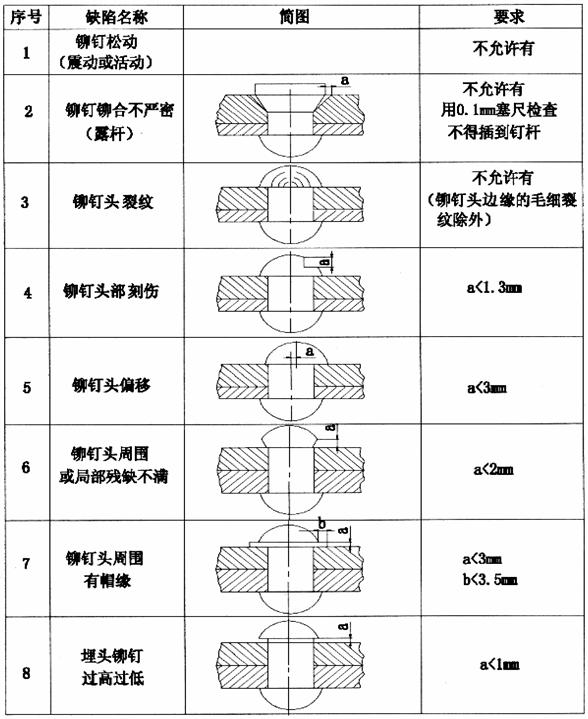 序号 缺陷名称 简图 要求
1 铆钉松动 不允许有
(震动或活动)
2 铆钉铆合不严密 a 不允许有
(露杆) 用0.1mm塞尺检查
不得插到钉杆
3 铆钉头裂纹 不允许有
(铆钉头边缘的毛细裂
纹除外)
4 铆钉头部刻伤 a a<1.3mm
5 铆钉头偏移 a a<3mm
6 铆钉头周围 a a<2mm
或局部残缺不满
7 铆钉头周围 b a a<3mm
有帽缘 b<3.5mm
8 埋头铆钉 a a<1mm
过高过低